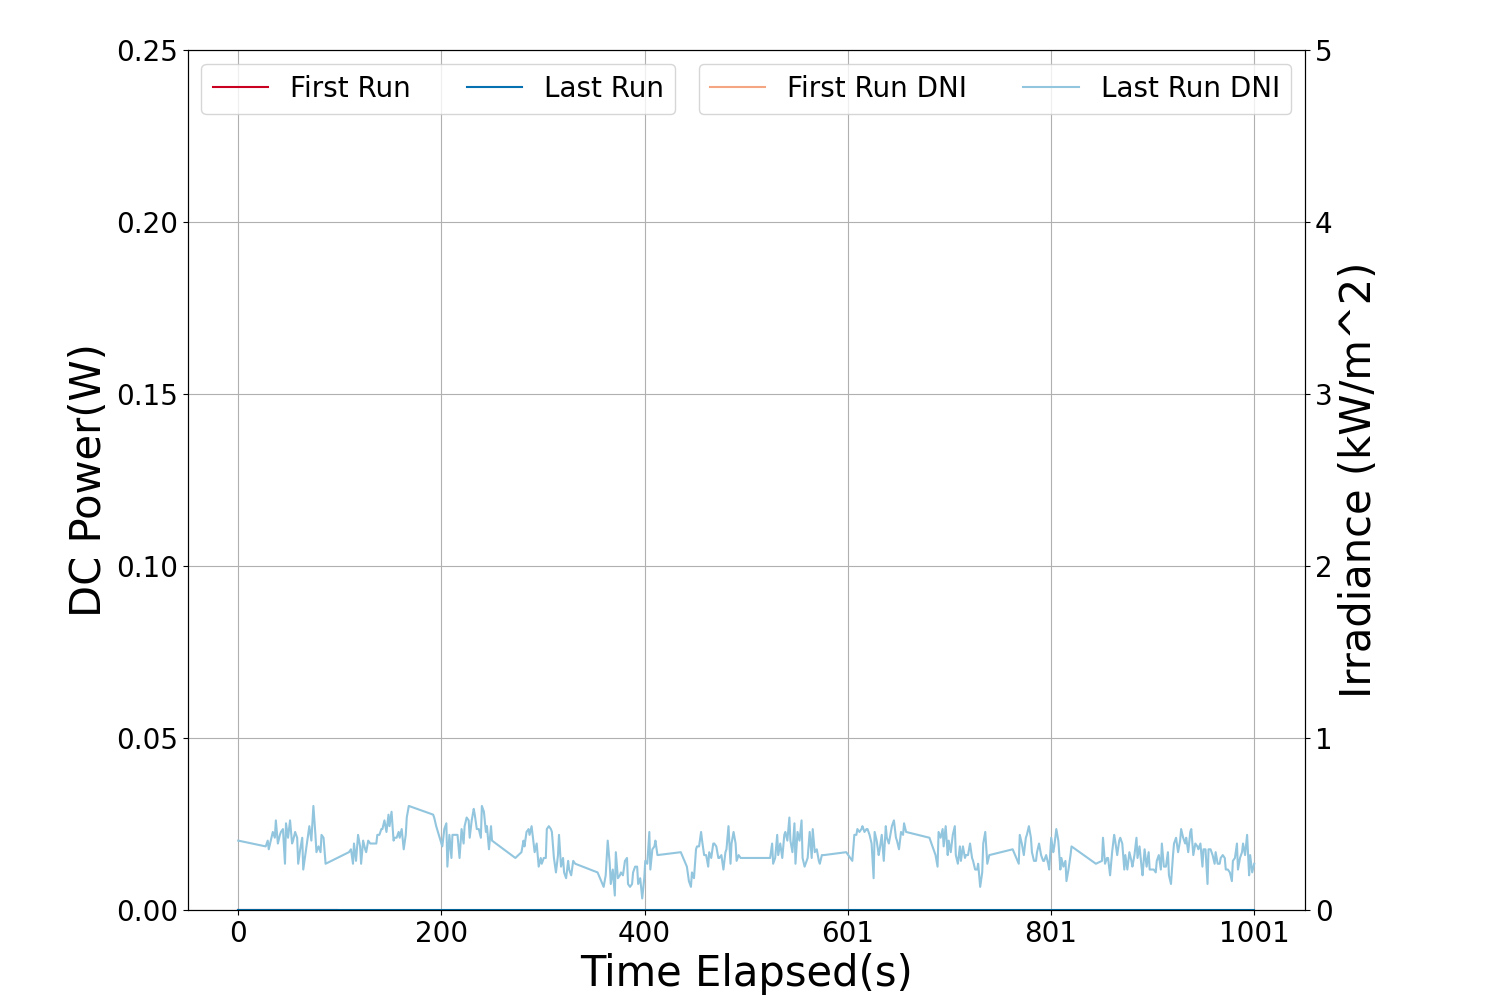 0.25
0.20
0.15
0.10
0.05
0.00
DC Power(W)
First Run
Last Run
First Run DNI
Last Run DNI
5
4
3
2
1
0
Irradiance (kW/m^2)
0
200
400
601
801
1001
Time Elapsed(s)